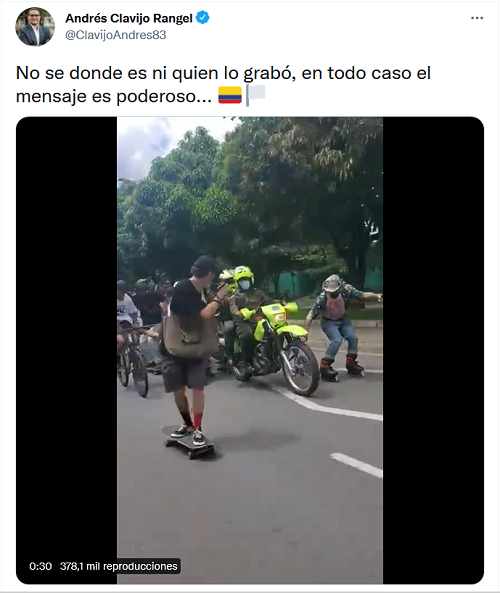 Andrés Clavijo Rangel
@ClavijoAndres83
No se donde es ni quien lo grabó, en todo caso el
mensaje es poderoso...
0:30 378,1 mil reproducciones